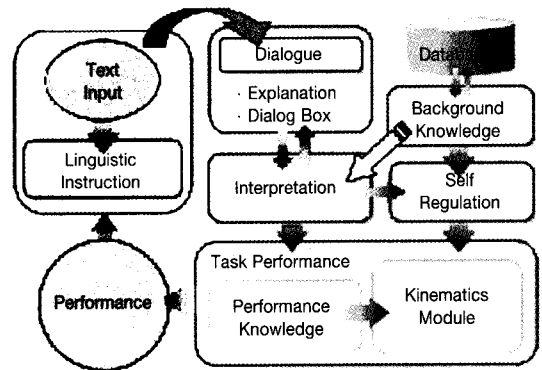 Text
Input
Linguistic
Instruction
Dialogue
· Explanation
· Dialog Box
Background
Knowledge
Interpretation
Self
Regulation
Task Performance
Performance
Knowledge
Kinematics
Module
Performance